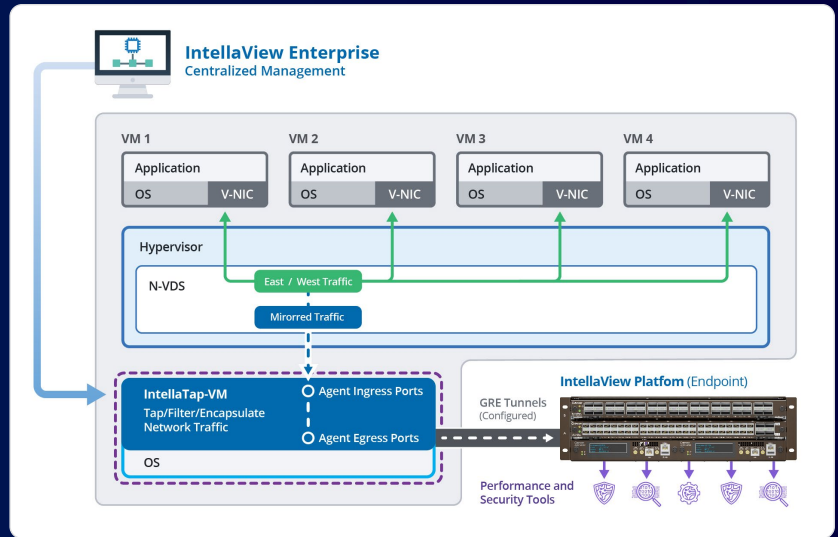 IntellaView Enterprise
Centralized Management
VM 1
VM 2
VM 3
VM 4
Application
Application
Application
Application
OS
V-NIC
OS
V-NIC
OS
V-NIC
OS
V-NIC
Hypervisor
N-VDS
East / West Traffic
Mirorred Traffic
IntellaTap-VM
Tap/Filter/Encapsulate
Network Traffic
Agent Ingress Ports
Agent Egress Ports
OS
GRE Tunnels
(Configured)
IntellaView Platfom (Endpoint)
Performance and
Security Tools